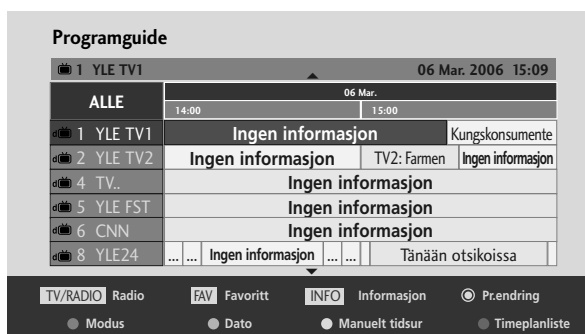 Programguide
1 YLE TV1 06 Mar. 2006 15:09
ALLE 06 Mar.
14:00 15:00
1 YLE TV1 Ingen informasjon Kungskonsumente
2 YLE TV2 Ingen informasjon TV2: Farmen Ingen informasjon
4 TV.. Ingen informasjon
5 YLE FST Ingen informasjon
6 CNN Ingen informasjon
8 YLE24 ... ... Ingen informasjon ... ... Tänään otsikoissa
TV/RADIO Radio FAV Favoritt INFO Informasjon Pr.endring
Modus Dato Manuelt tidsur Timeplanliste